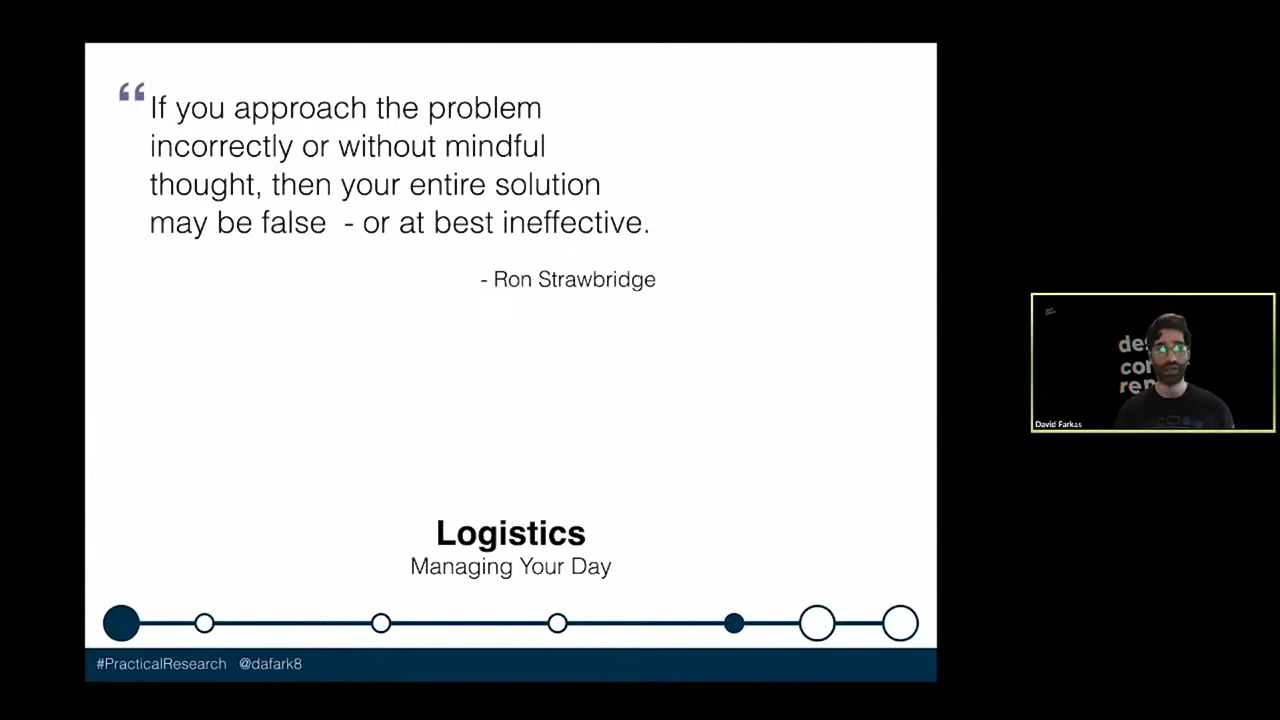 “If you approach the problem
incorrectly or without mindful
thought, then your entire solution
may be false - or at best ineffective.
- Ron Strawbridge
Logistics
Managing Your Day
#PracticalResearch @dafark8
David Farkas